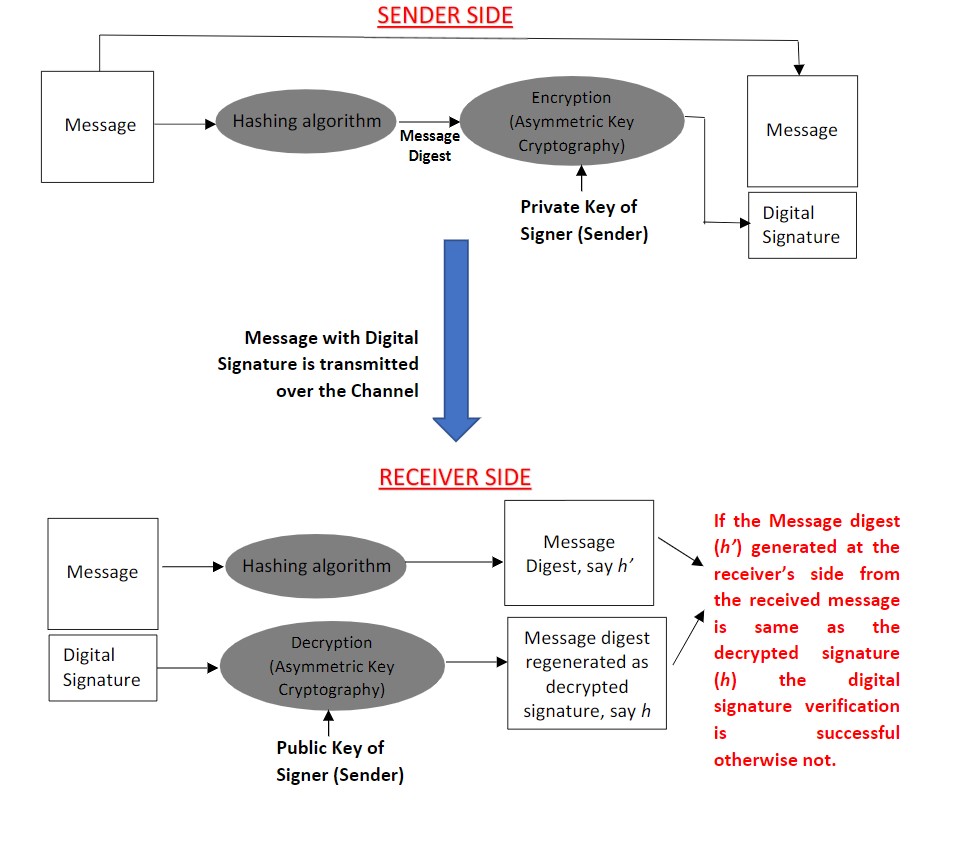 SENDER SIDE
Message
Hashing algorithm
Message
Digest
Encryption
(Asymmetric Key
Cryptography)
Private Key of
Signer (Sender)
Message
Digital
Signature
Message with Digital
Signature is transmitted
over the Channel
RECEIVER SIDE
Message
Hashing algorithm
Message
Digest, say h’
Digital
Signature
Decryption
(Asymmetric Key
Cryptography)
Public Key of
Signer (Sender)
Message digest
regenerated as
decrypted
signature, say h
If the Message digest
(h’) generated at the
receiver’s side from
the received message
is same as the
decrypted signature
(h) the digital
signature verification
is successful
otherwise not.